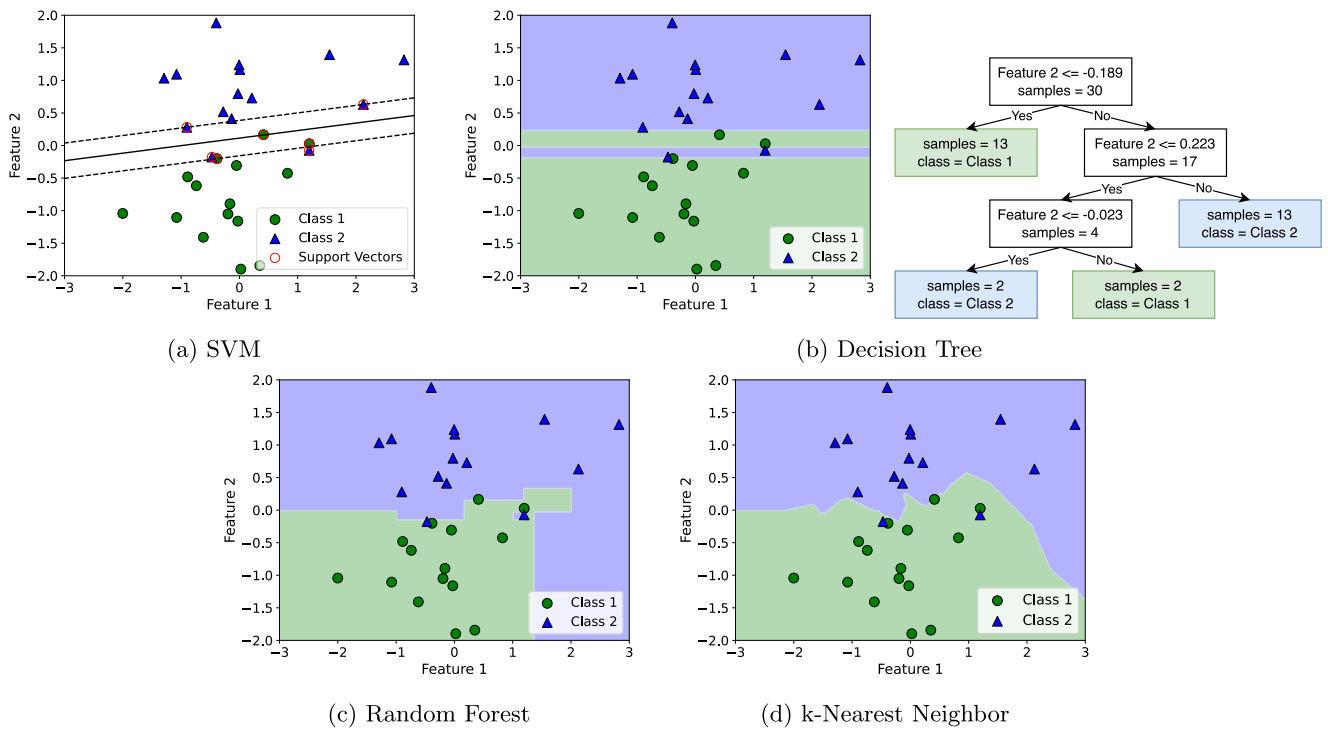 2.0
1.5
1.0
0.5
0.0
−0.5
−1.0
−1.5
−2.0
Feature 2
−3 −2 −1 0 1 2 3
Feature 1
Class 1
Class 2
Support Vectors
(a) SVM
2.0
1.5
1.0
0.5
0.0
−0.5
−1.0
−1.5
−2.0
Feature 2
−3 −2 −1 0 1 2 3
Feature 1
Class 1
Class 2
Feature 2 <= -0.189
samples = 30
Yes
No
samples = 13
class = Class 1
Feature 2 <= 0.223
samples = 17
Yes
No
Feature 2 <= -0.023
samples = 4
samples = 13
class = Class 2
Yes
No
samples = 2
class = Class 2
samples = 2
class = Class 1
(b) Decision Tree
2.0
1.5
1.0
0.5
0.0
−0.5
−1.0
−1.5
−2.0
Feature 2
−3 −2 −1 0 1 2 3
Feature 1
Class 1
Class 2
(c) Random Forest
2.0
1.5
1.0
0.5
0.0
−0.5
−1.0
−1.5
−2.0
Feature 2
−3 −2 −1 0 1 2 3
Feature 1
Class 1
Class 2
(d) k-Nearest Neighbor